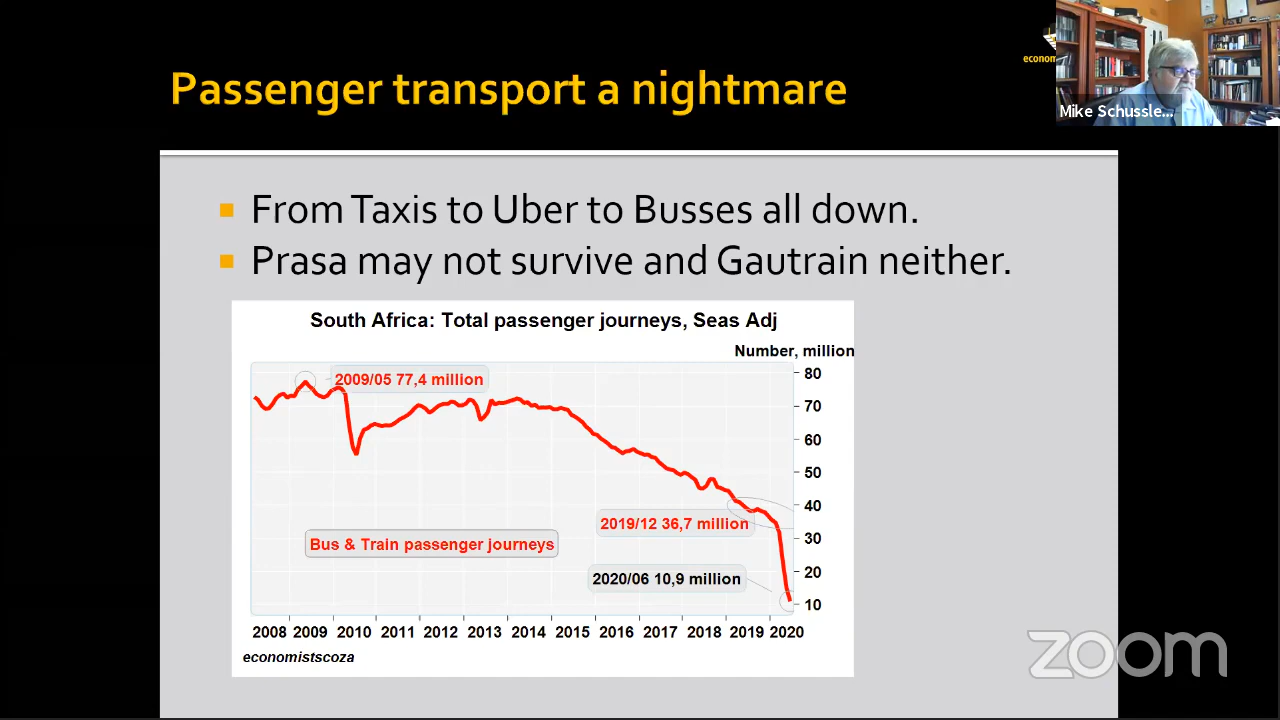 Passenger transport a nightmare
econom
Mike Schussle...
From Taxis to Uber to Busses all down.
Prasa may not survive and Gautrain neither.
South Africa: Total passenger journeys, Seas Adj
Number, million
2009/05 77,4 million
80
70
60
50
40
2019/12 36,7 million
Bus & Train passenger journeys
30
2020/06 10,9 million
20
10
2008 2009 2010 2011 2012 2013 2014 2015 2016 2017 2018 2019 2020
economistscoza
zoom